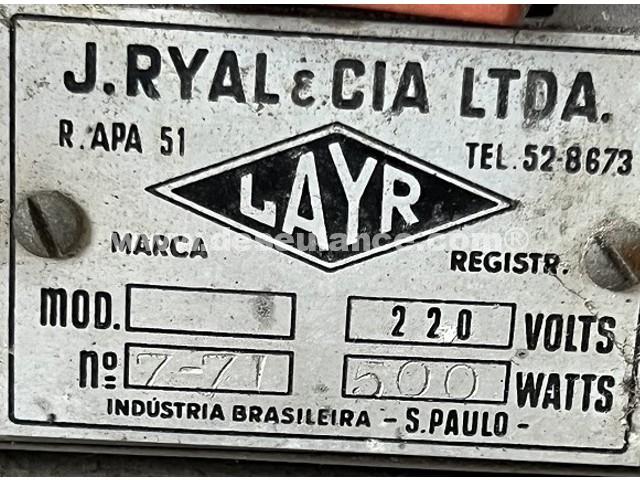 J. RYAL & CIA LTDA.
R. APA 51
TEL. 52-8673
LAYR
MARCA
REGISTR.
MOD.
220 VOLTS
Nº 7-71
500 WATTS
INDÚSTRIA BRASILEIRA - S. PAULO -